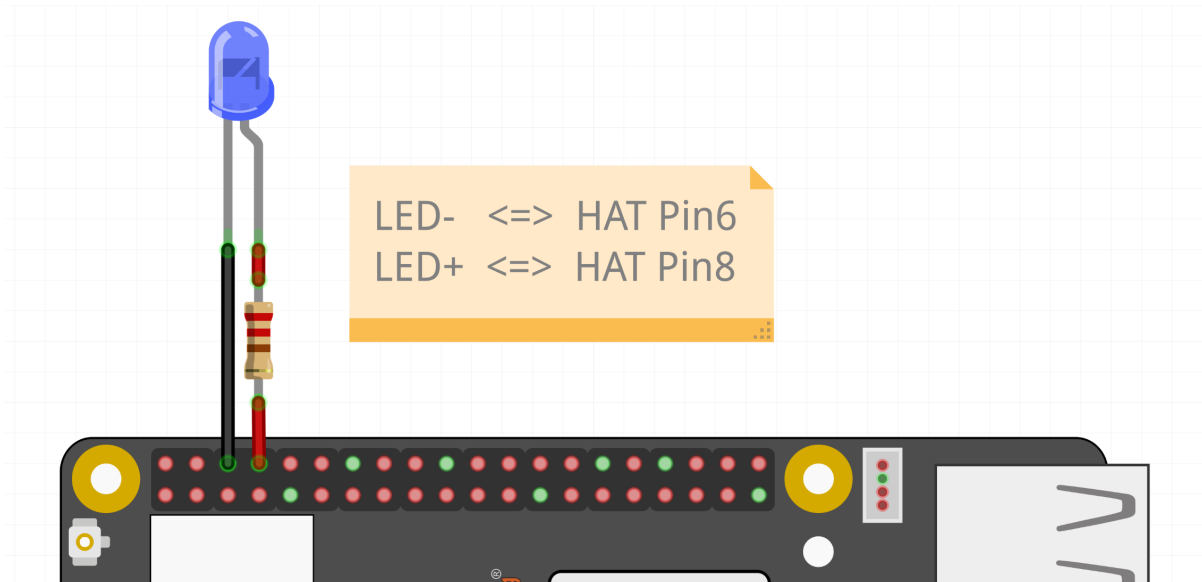 LED- <=> HAT Pin6
LED+ <=> HAT Pin8
®